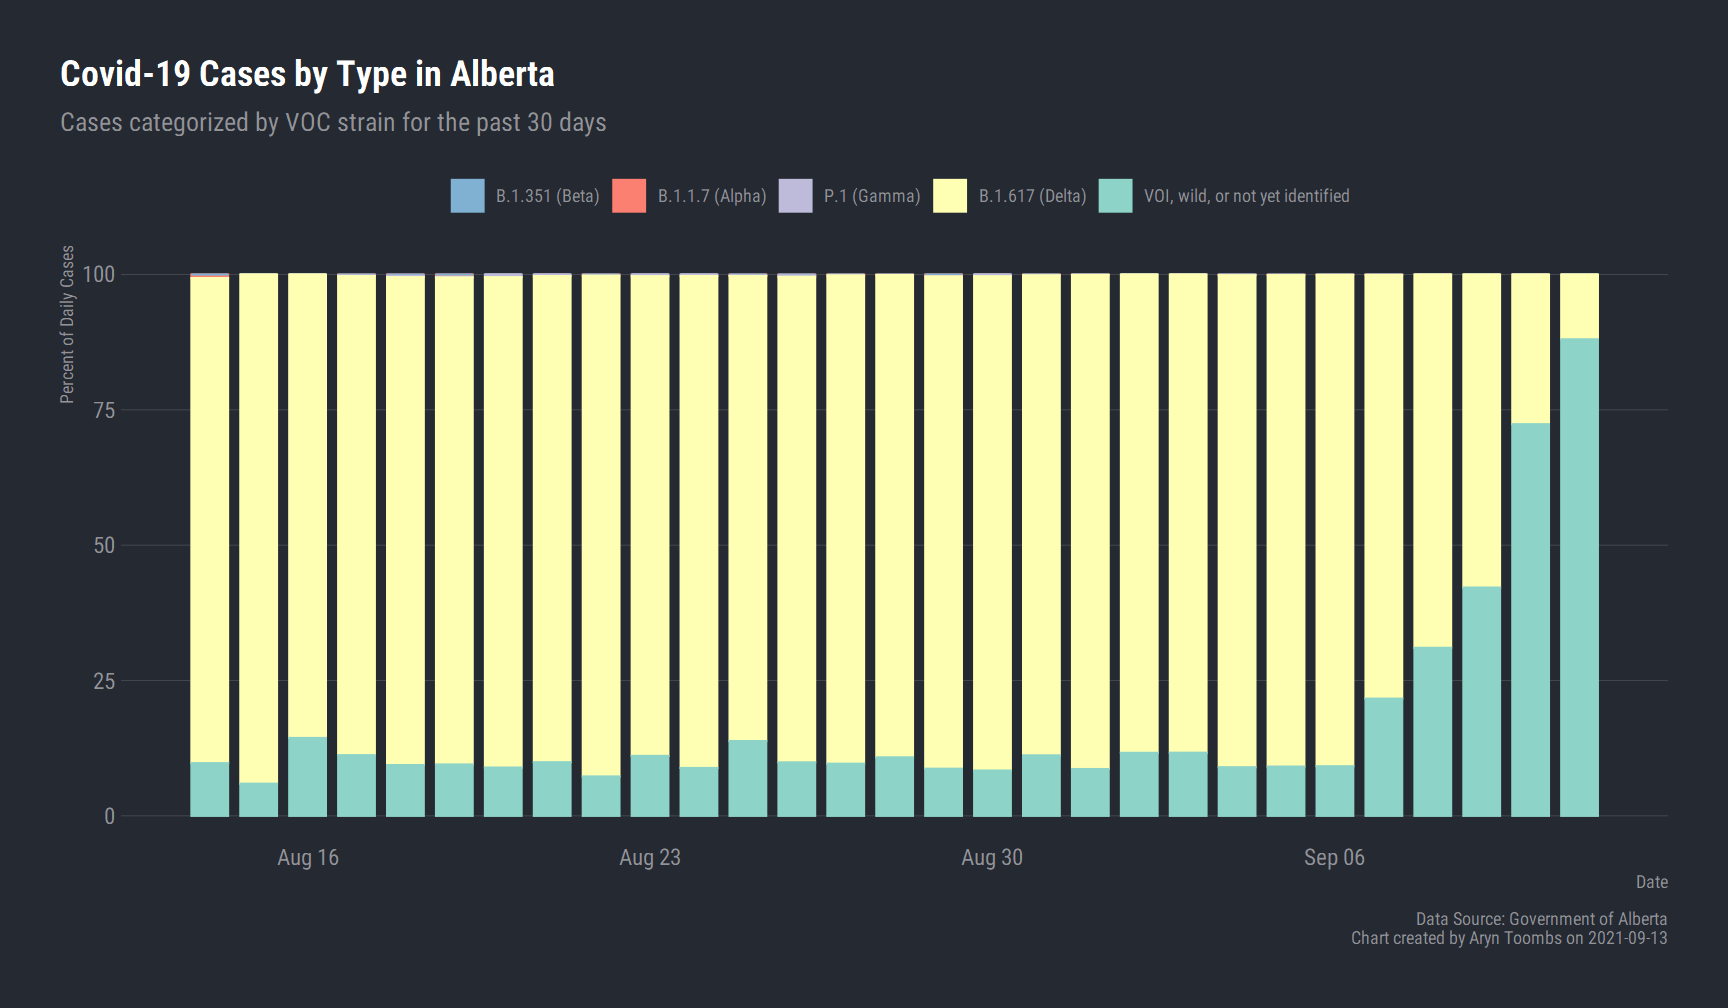 Covid-19 Cases by Type in Alberta
Cases categorized by VOC strain for the past 30 days
B.1.351 (Beta) B.1.1.7 (Alpha) P.1 (Gamma) B.1.617 (Delta) VOI, wild, or not yet identified
Percent of Daily Cases
100
75
50
25
0
Aug 16 Aug 23 Aug 30 Sep 06
Date
Data Source: Government of Alberta
Chart created by Aryn Toombs on 2021-09-13